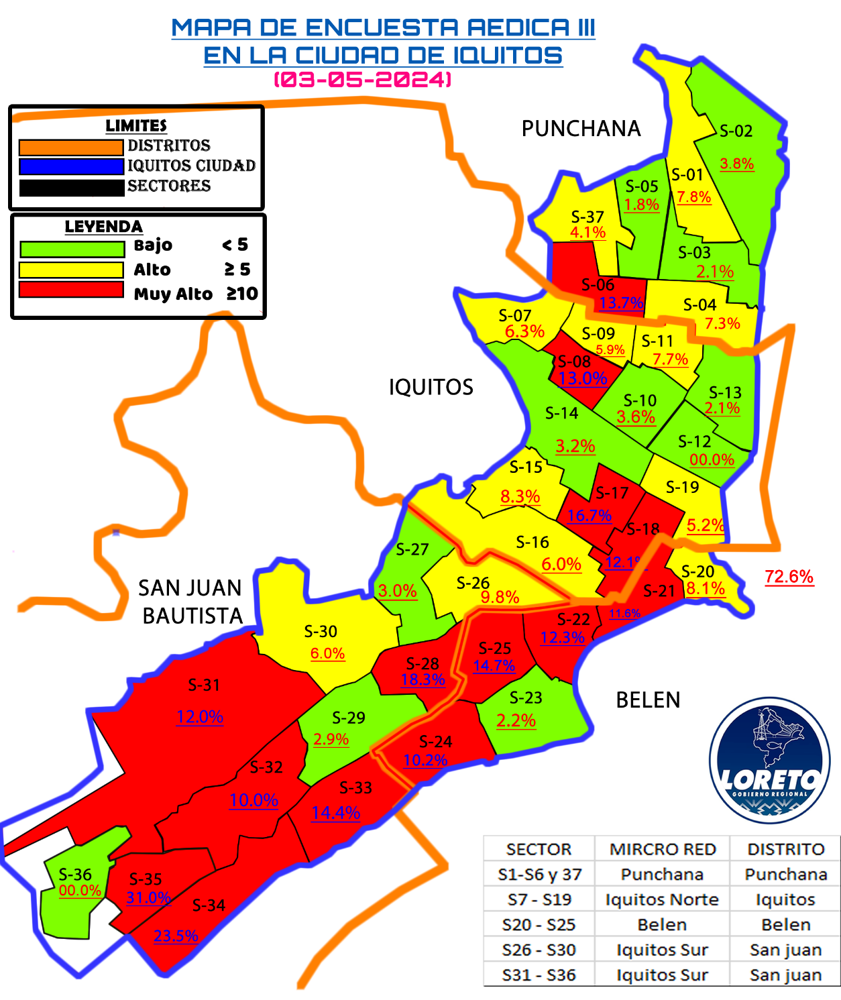 MAPA DE ENCUESTA AEDICA III
EN LA CIUDAD DE IQUITOS
(03-05-2024)
LIMITES
DISTRITOS
IQUITOS CIUDAD
SECTORES
LEYENDA
Bajo < 5
Alto ≥ 5
Muy Alto ≥10
PUNCHANA
S-02
3.8%
S-01
7.8%
S-05
1.8%
S-37
4.1%
S-03
2.1%
S-06
13.7%
S-04
7.3%
S-07
6.3%
S-09
5.9%
S-11
7.7%
S-08
13.0%
IQUITOS
S-10
3.6%
S-13
2.1%
S-14
3.2%
S-12
00.0%
S-15
8.3%
S-17
16.7%
S-19
5.2%
S-18
12.1%
S-16
6.0%
S-27
3.0%
S-26
9.8%
S-20
8.1%
72.6%
S-21
11.6%
SAN JUAN
BAUTISTA
S-22
12.3%
S-30
6.0%
S-25
14.7%
S-28
18.3%
S-31
12.0%
S-23
2.2%
BELEN
S-29
2.9%
S-24
10.2%
S-32
10.0%
S-33
14.4%
S-36
00.0%
S-35
31.0%
S-34
23.5%
LORETO
GOBIERNO REGIONAL
SECTOR MIRCRO RED DISTRITO
S1-S6 y 37 Punchana Punchana
S7 - S19 Iquitos Norte Iquitos
S20 - S25 Belen Belen
S26 - S30 Iquitos Sur San juan
S31 - S36 Iquitos Sur San juan